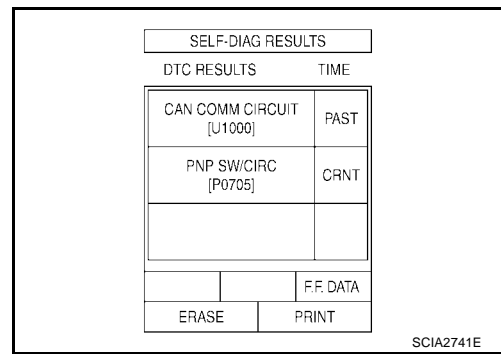 SELF-DIAG RESULTS
DTC RESULTS TIME
CAN COMM CIRCUIT
[U1000]
PAST
PNP SW/CIRC
[P0705]
CRNT
F.F. DATA
ERASE PRINT
SCIA2741E